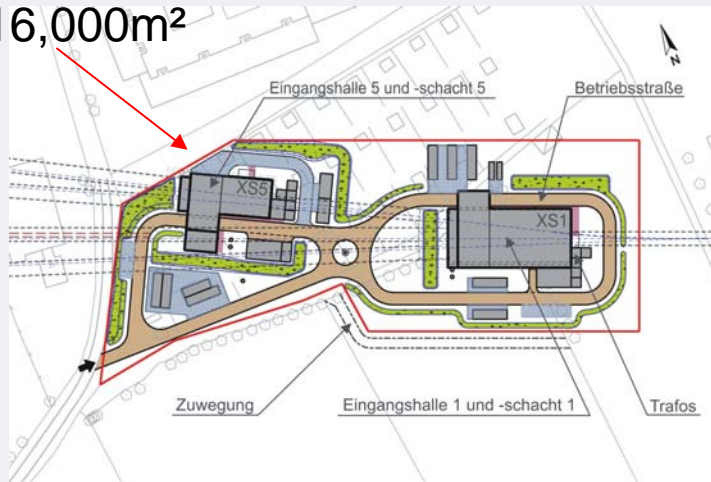 6,000m²
N
Eingangshalle 5 und -schacht 5
Betriebsstraße
XS5
XS1
Zuwegung
Eingangshalle 1 und -schacht 1
Trafos